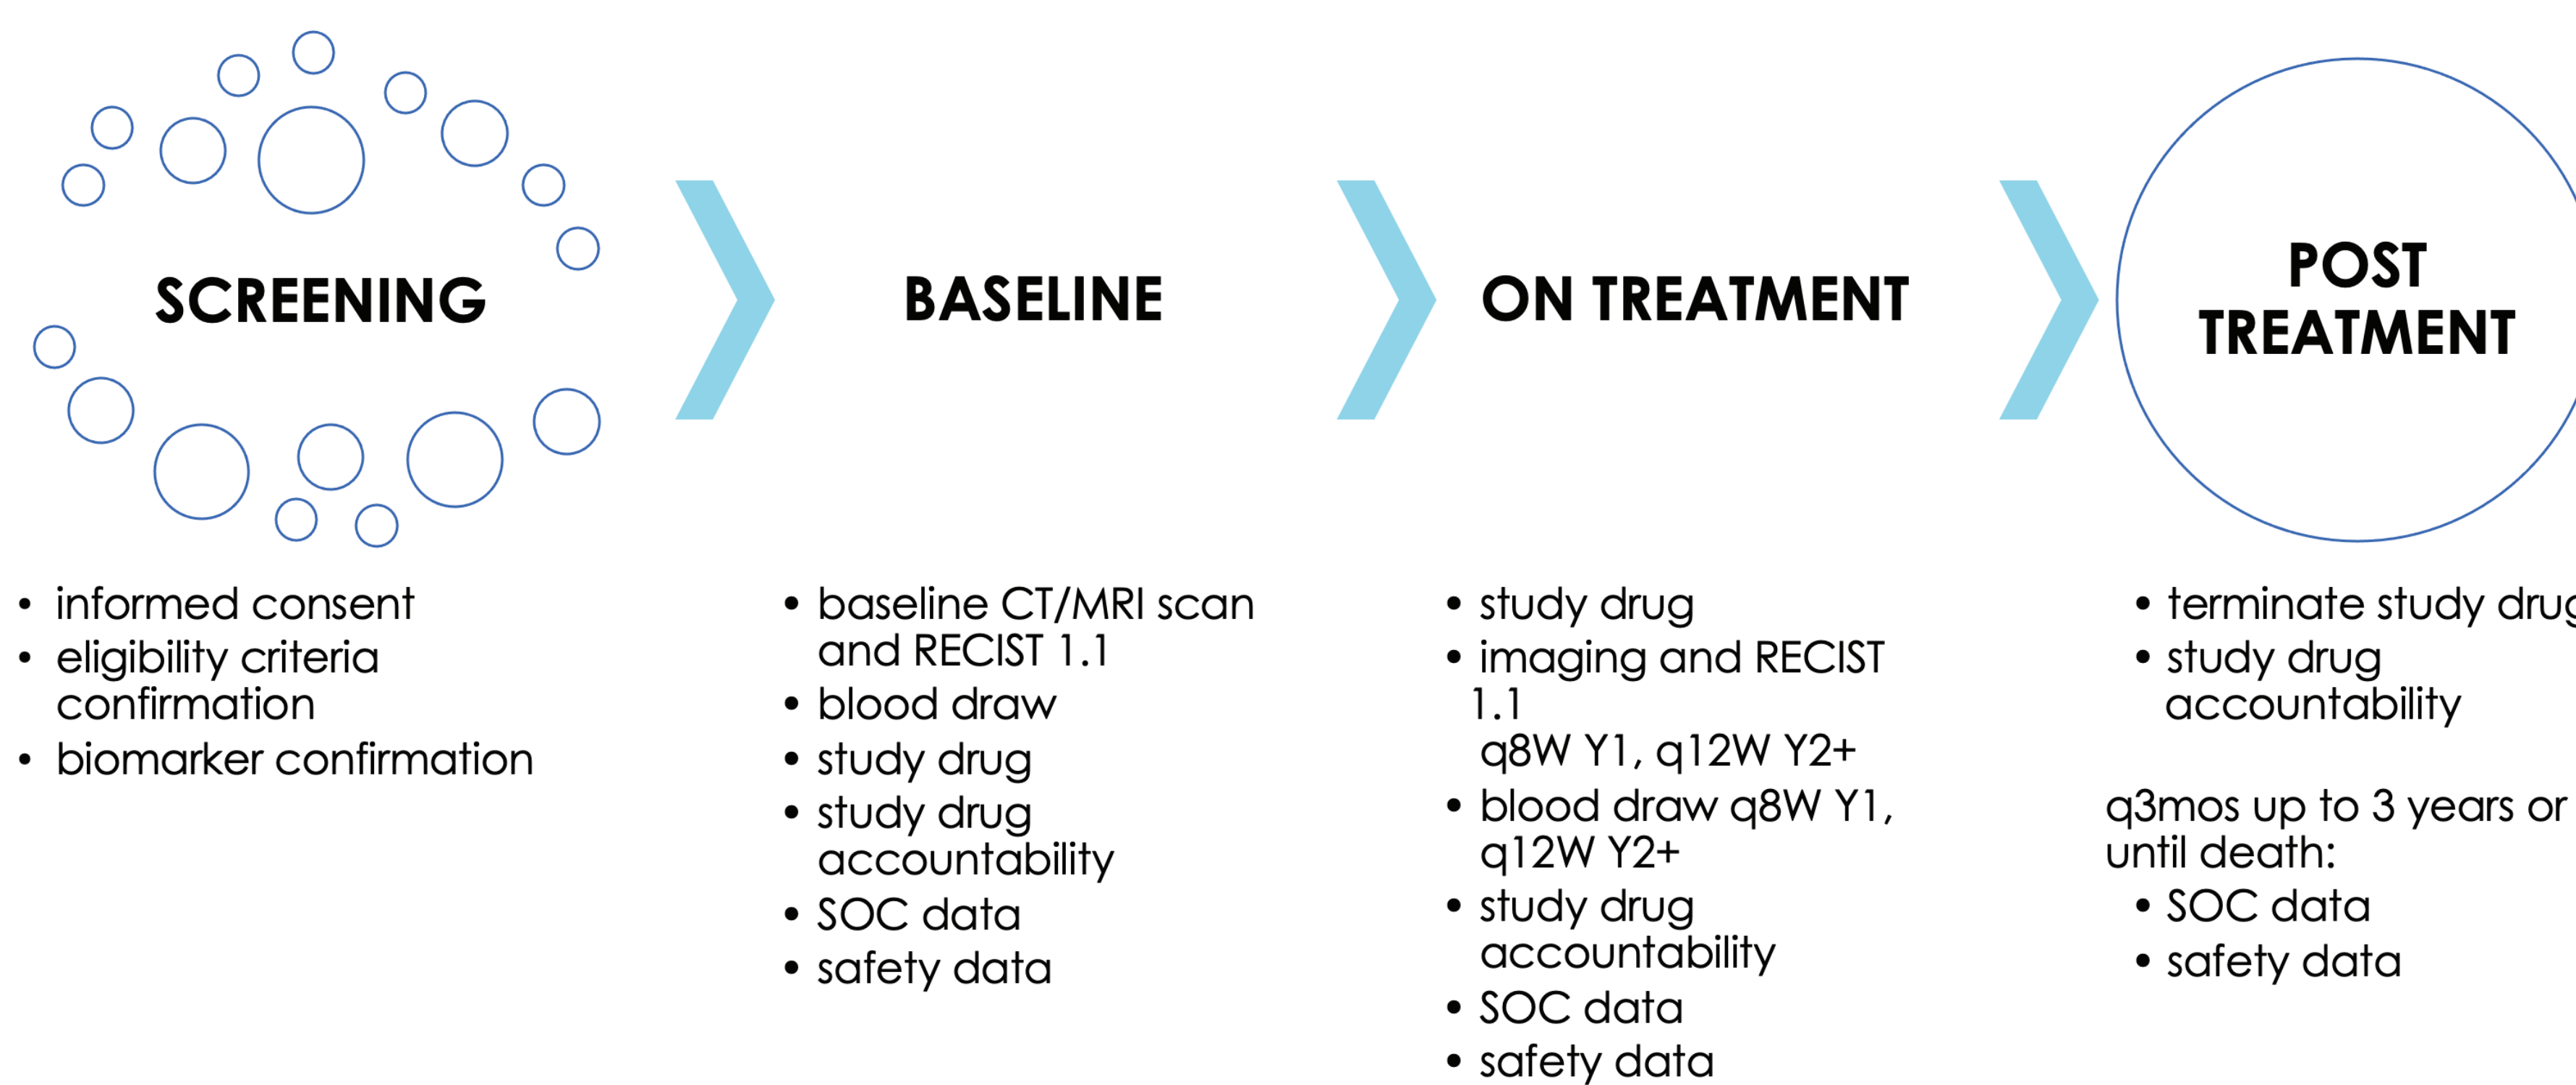 SCREENING
• informed consent
• eligibility criteria
confirmation
• biomarker confirmation
BASELINE
• baseline CT/MRI scan
and RECIST 1.1
• blood draw
• study drug
• study drug
accountability
• SOC data
• safety data
ON TREATMENT
• study drug
• imaging and RECIST
1.1
q8W Y1, q12W Y2+
• blood draw q8W Y1,
q12W Y2+
• study drug
accountability
• SOC data
• safety data
POST
TREATMENT
• terminate study drug
• study drug
accountability
q3mos up to 3 years or
until death:
• SOC data
• safety data